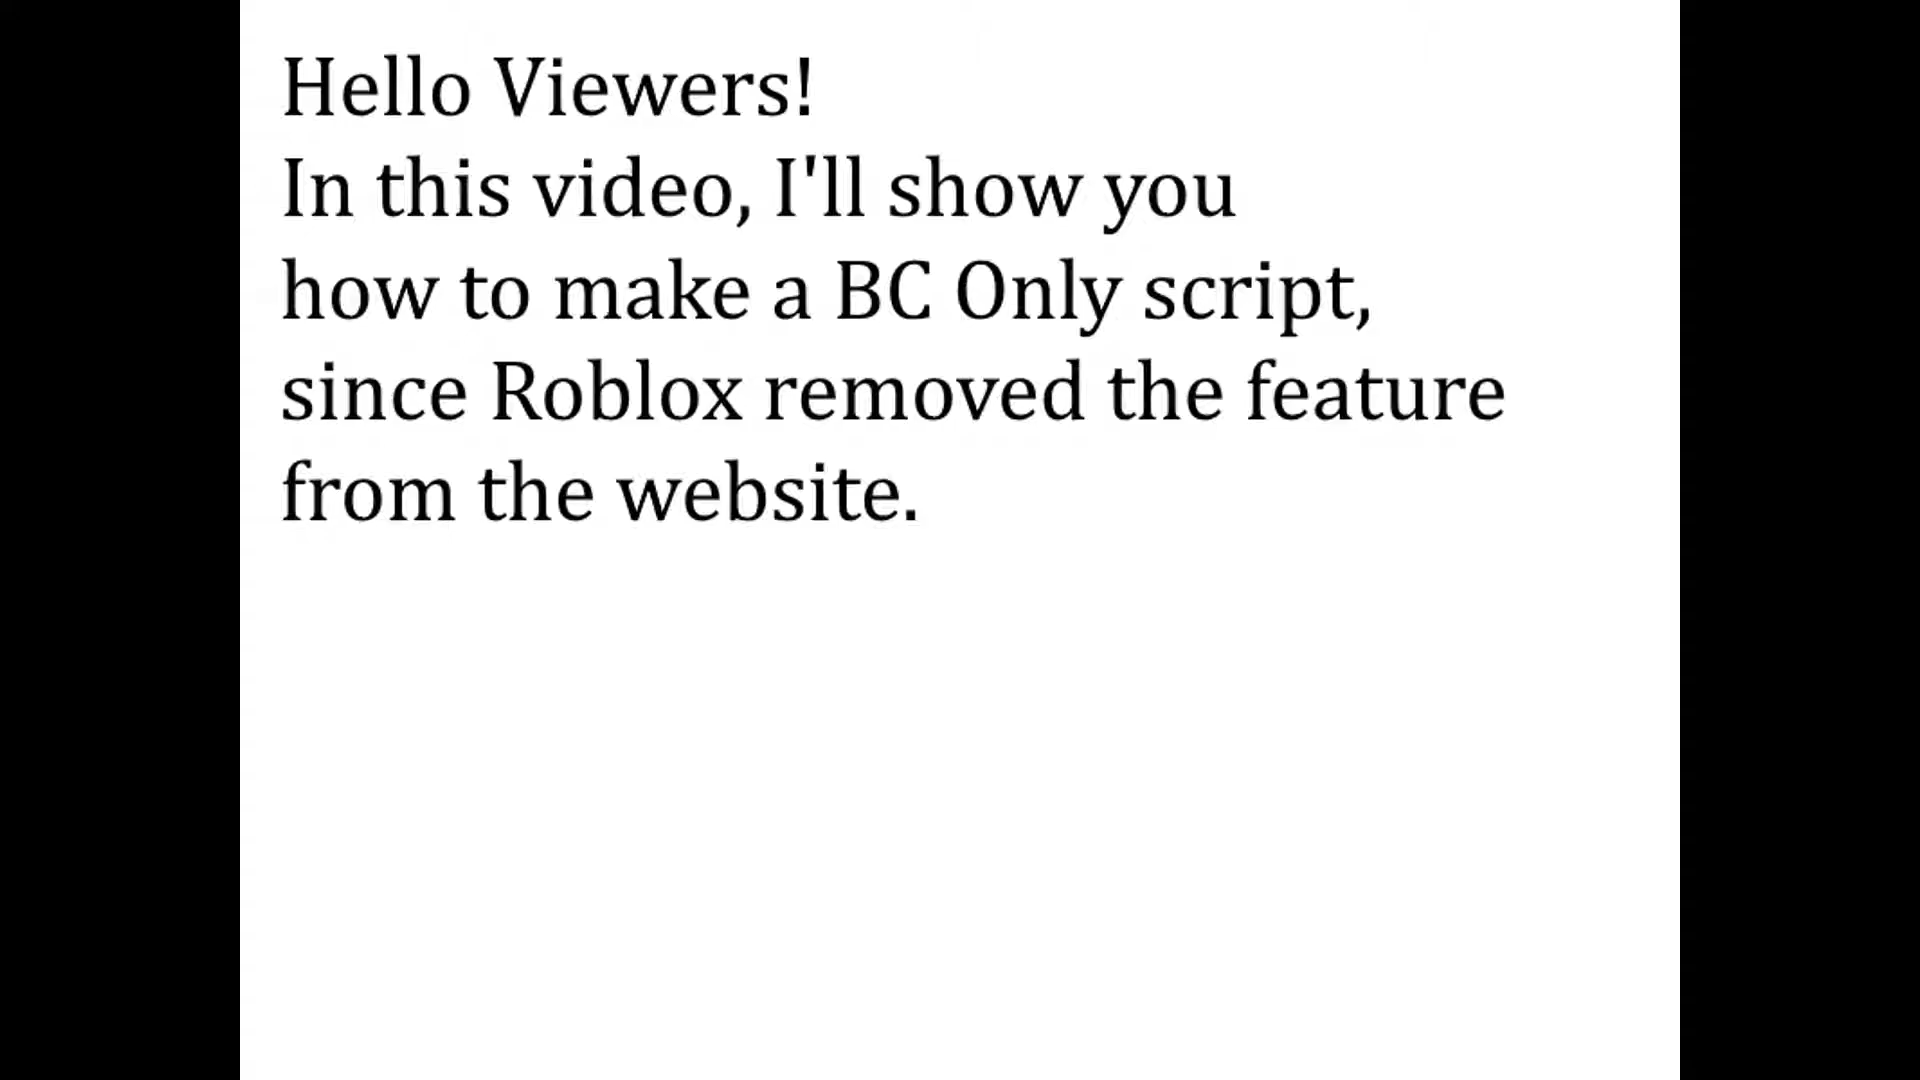 Hello Viewers!
In this video, I'll show you
how to make a BC Only script,
since Roblox removed the feature
from the website.